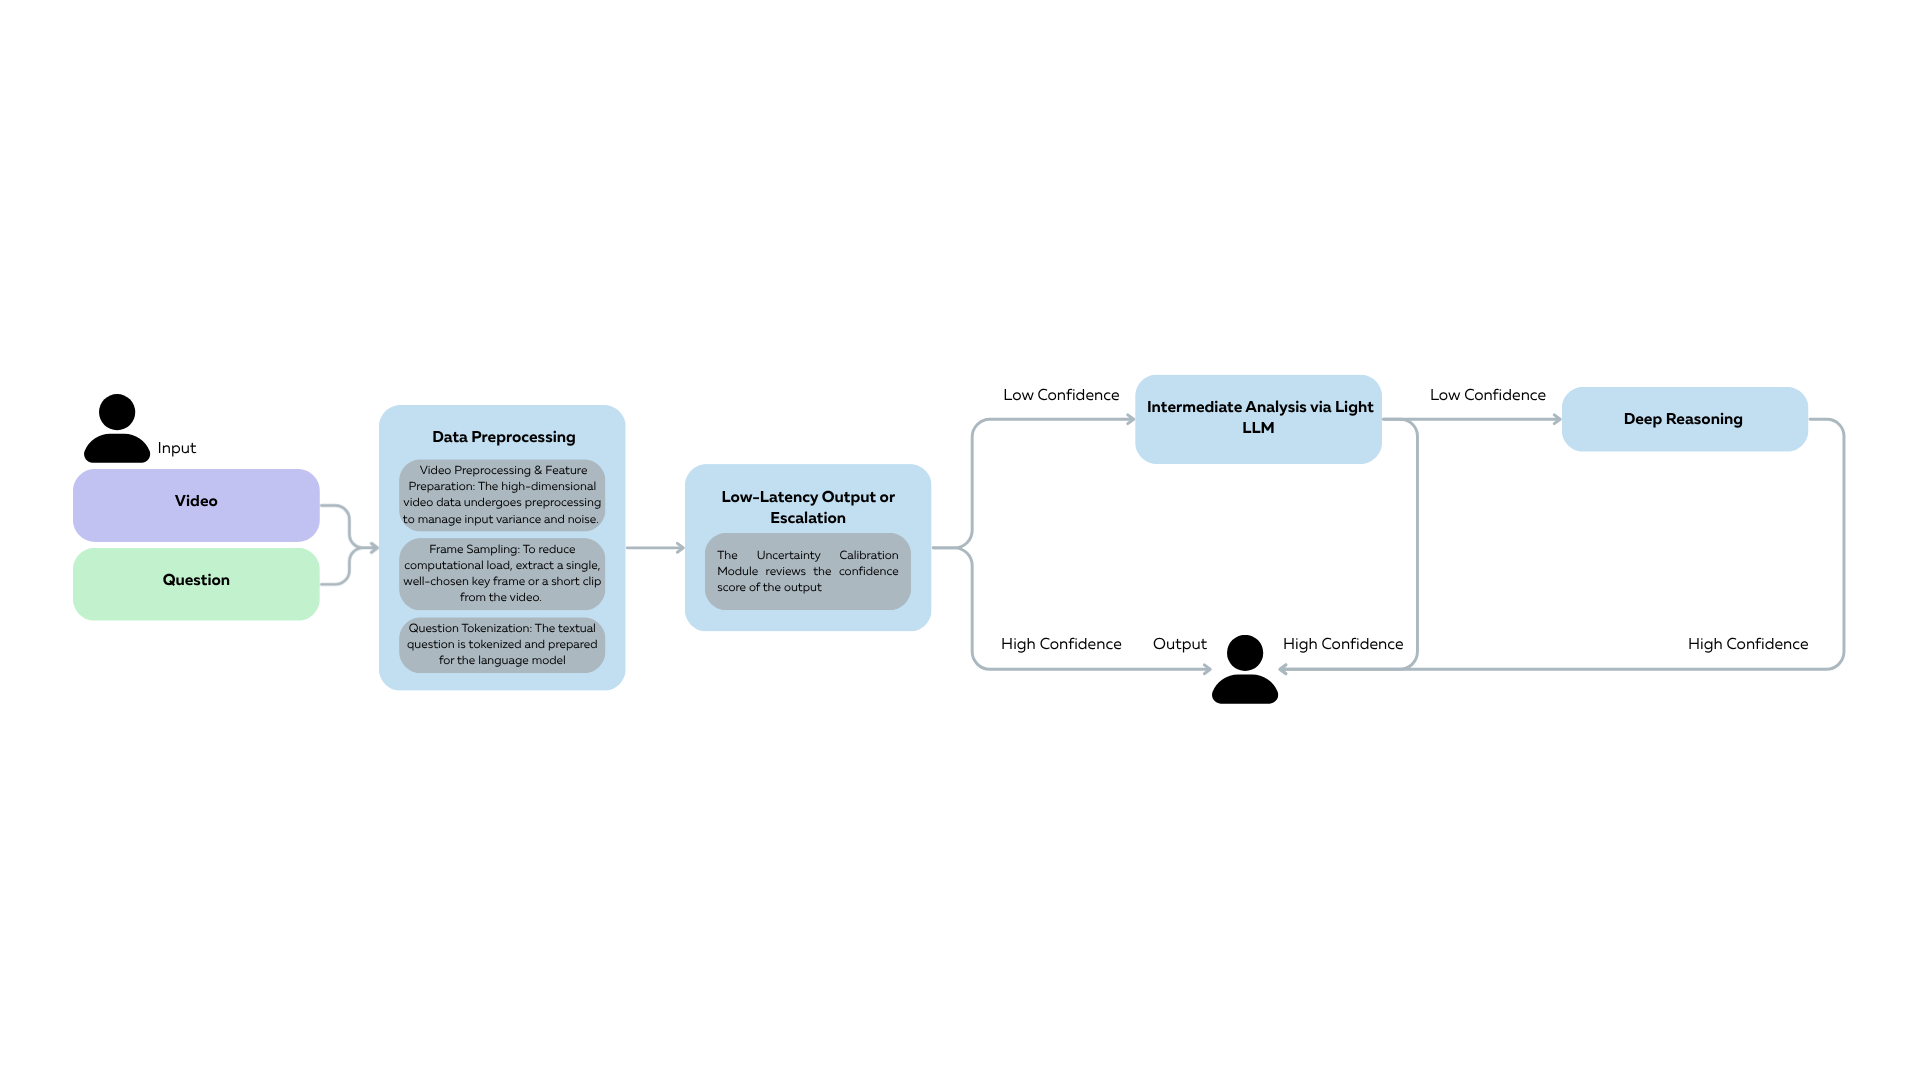 Input
Video
Question
Data Preprocessing
Video Preprocessing & Feature
Preparation: The high-dimensional
video data undergoes preprocessing
to manage input variance and noise.
Frame Sampling: To reduce
computational load, extract a single,
well-chosen key frame or a short clip
from the video.
Question Tokenization: The textual
question is tokenized and prepared
for the language model
Low-Latency Output or
Escalation
The Uncertainty Calibration
Module reviews the confidence
score of the output
Low Confidence
Intermediate Analysis via Light
LLM
Low Confidence
Deep Reasoning
High Confidence
Output
High Confidence
High Confidence